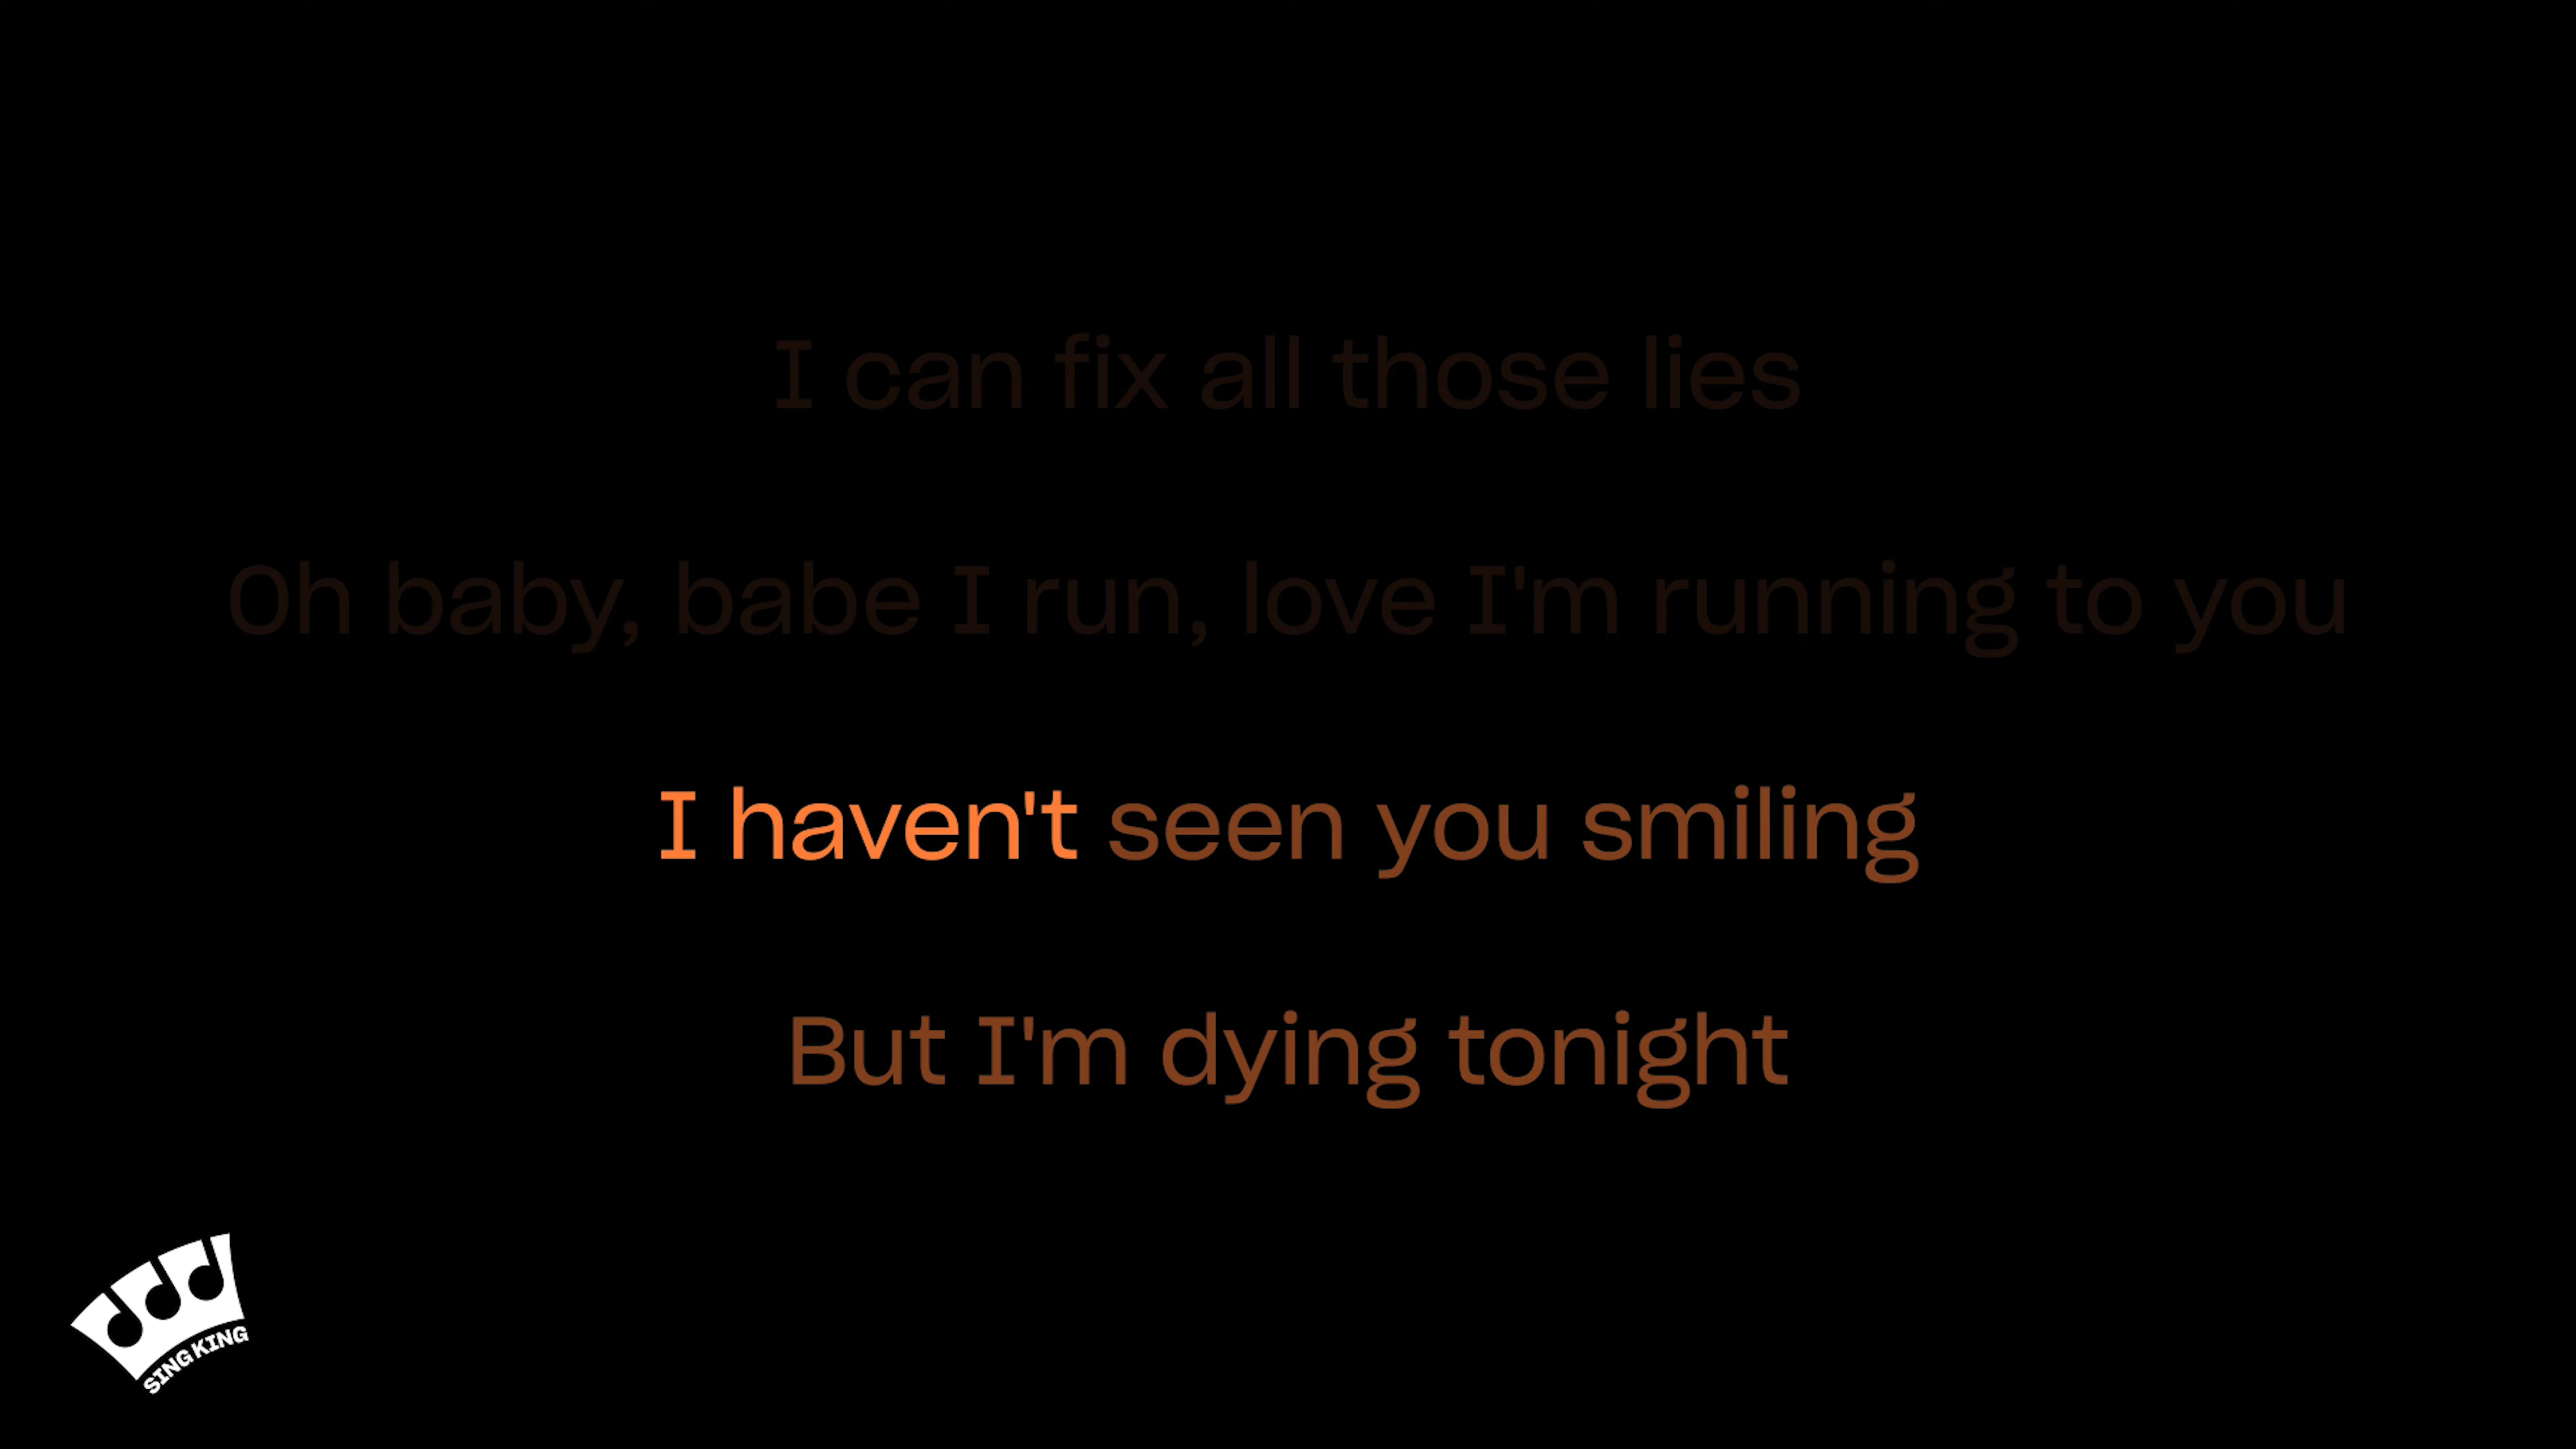 I can fix all those lies
Oh baby, babe I run, love I'm running to you
I haven't seen you smiling
But I'm dying tonight
SING KING